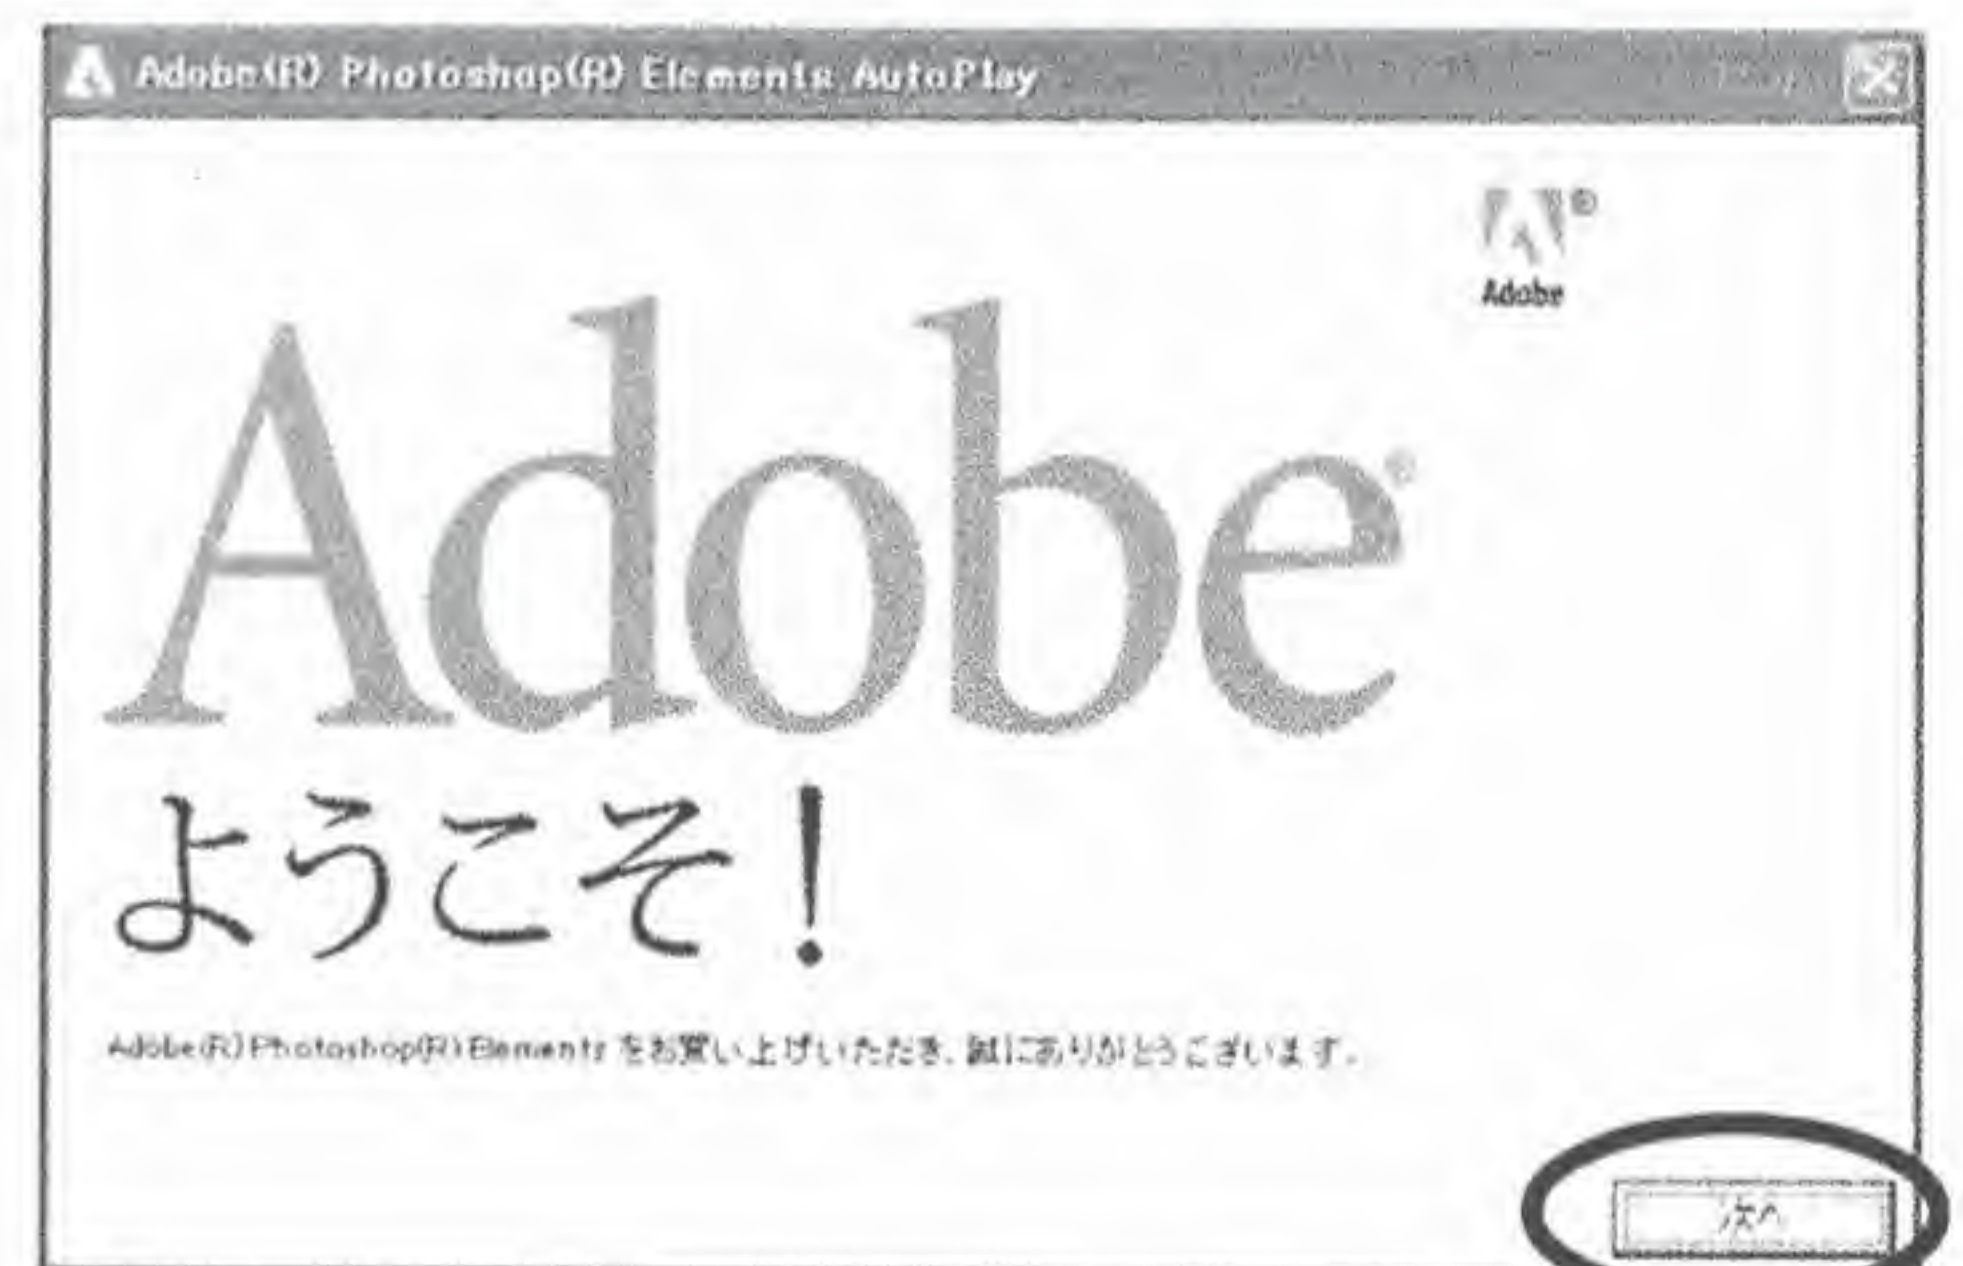 Adobe(R) Photoshop(R) Elements AutoPlay
Adobe
Adobe®
ようこそ！
Adobe(R) Photoshop(R) Elements をお買い上げいただき、誠にありがとうございます。
次へ